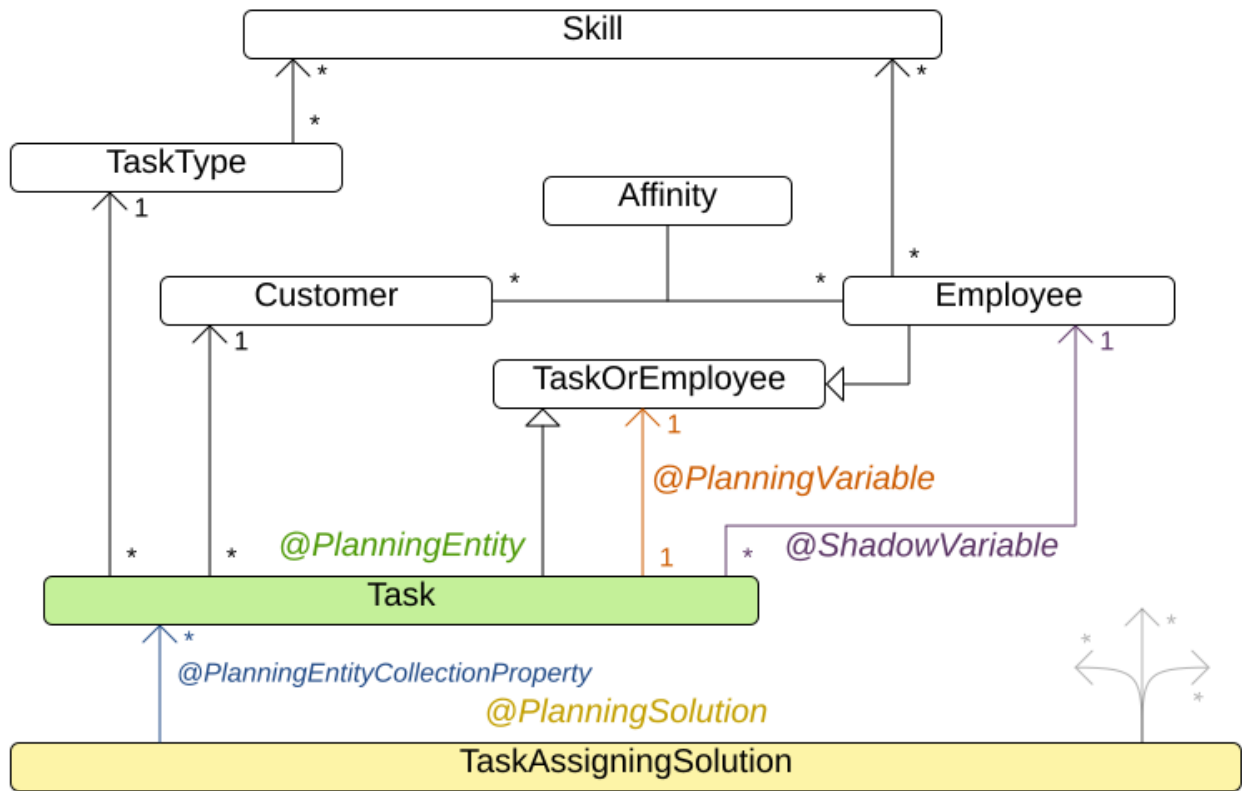 Skill
*
*
*
TaskType
1
Affinity
*
*
*
Customer
Employee
1
1
TaskOrEmployee
1
@PlanningVariable
@PlanningEntity
@ShadowVariable
*
*
1
*
Task
*
*
*
*
@PlanningEntityCollectionProperty
@PlanningSolution
TaskAssigningSolution